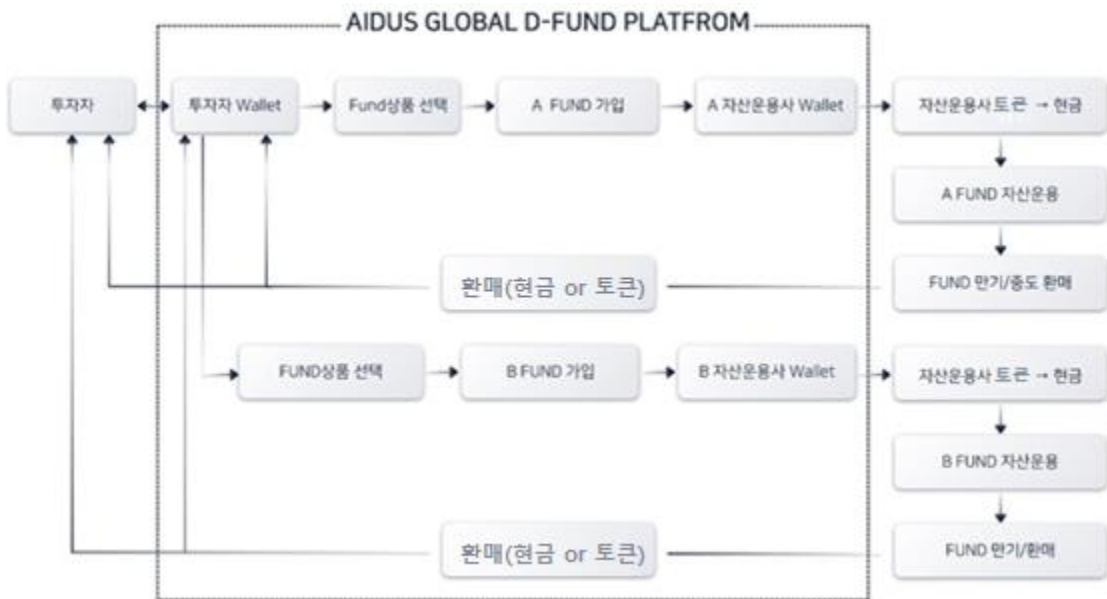 AIDUS GLOBAL D-FUND PLATFROM
투자자
투자자 Wallet
Fund상품 선택
A FUND 가입
A 자산운용사 Wallet
자산운용사 토큰 → 현금
A FUND 자산운용
환매(현금 or 토큰)
FUND 만기/중도 환매
FUND상품 선택
B FUND 가입
B 자산운용사 Wallet
자산운용사 토큰 → 현금
B FUND 자산운용
환매(현금 or 토큰)
FUND 만기/환매